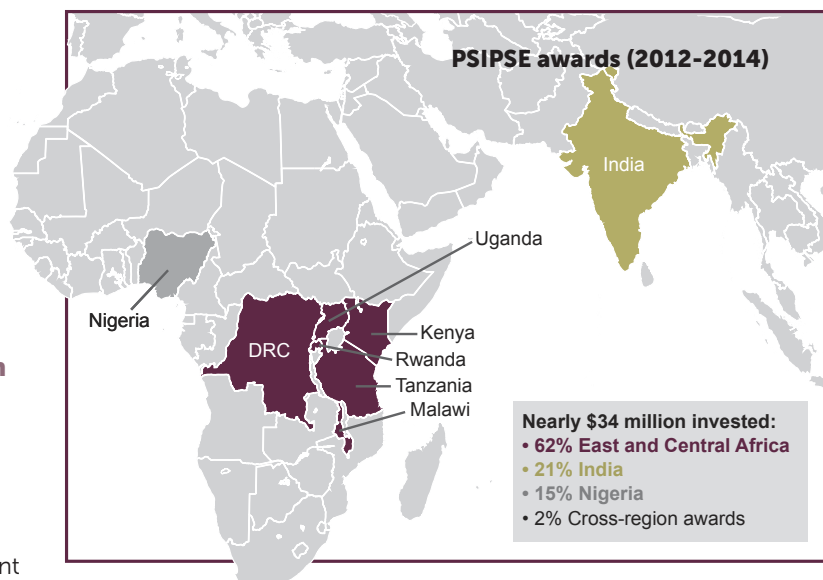 PSIPSE awards (2012-2014)
India
Uganda
Nigeria
Kenya
DRC
Rwanda
Tanzania
Malawi
Nearly $34 million invested:
• 62% East and Central Africa
• 21% India
• 15% Nigeria
• 2% Cross-region awards